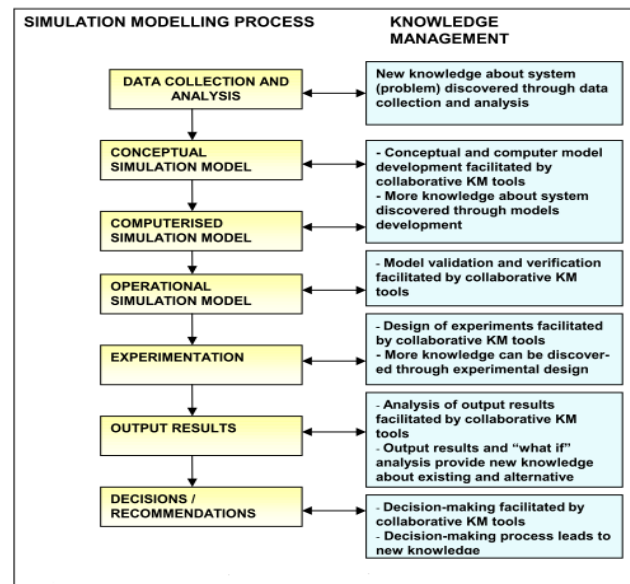 SIMULATION MODELLING PROCESS
KNOWLEDGE
MANAGEMENT
DATA COLLECTION AND
ANALYSIS
New knowledge about system
(problem) discovered through data
collection and analysis
CONCEPTUAL
SIMULATION MODEL
- Conceptual and computer model
development facilitated by
collaborative KM tools
- More knowledge about system
discovered through models
development
COMPUTERISED
SIMULATION MODEL
OPERATIONAL
SIMULATION MODEL
- Model validation and verification
facilitated by collaborative KM
tools
EXPERIMENTATION
- Design of experiments facilitated
by collaborative KM tools
- More knowledge can be discover-
ed through experimental design
OUTPUT RESULTS
- Analysis of output results
facilitated by collaborative KM
tools
- Output results and “what if”
analysis provide new knowledge
about existing and alternative
DECISIONS /
RECOMMENDATIONS
- Decision-making facilitated by
collaborative KM tools
- Decision-making process leads to
new knowledge